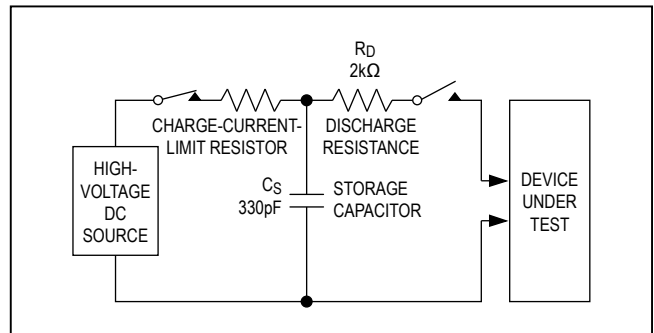 RD
2kΩ
CHARGE-CURRENT-
LIMIT RESISTOR
DISCHARGE
RESISTANCE
HIGH-
VOLTAGE
DC
SOURCE
CS
330pF
STORAGE
CAPACITOR
DEVICE
UNDER
TEST